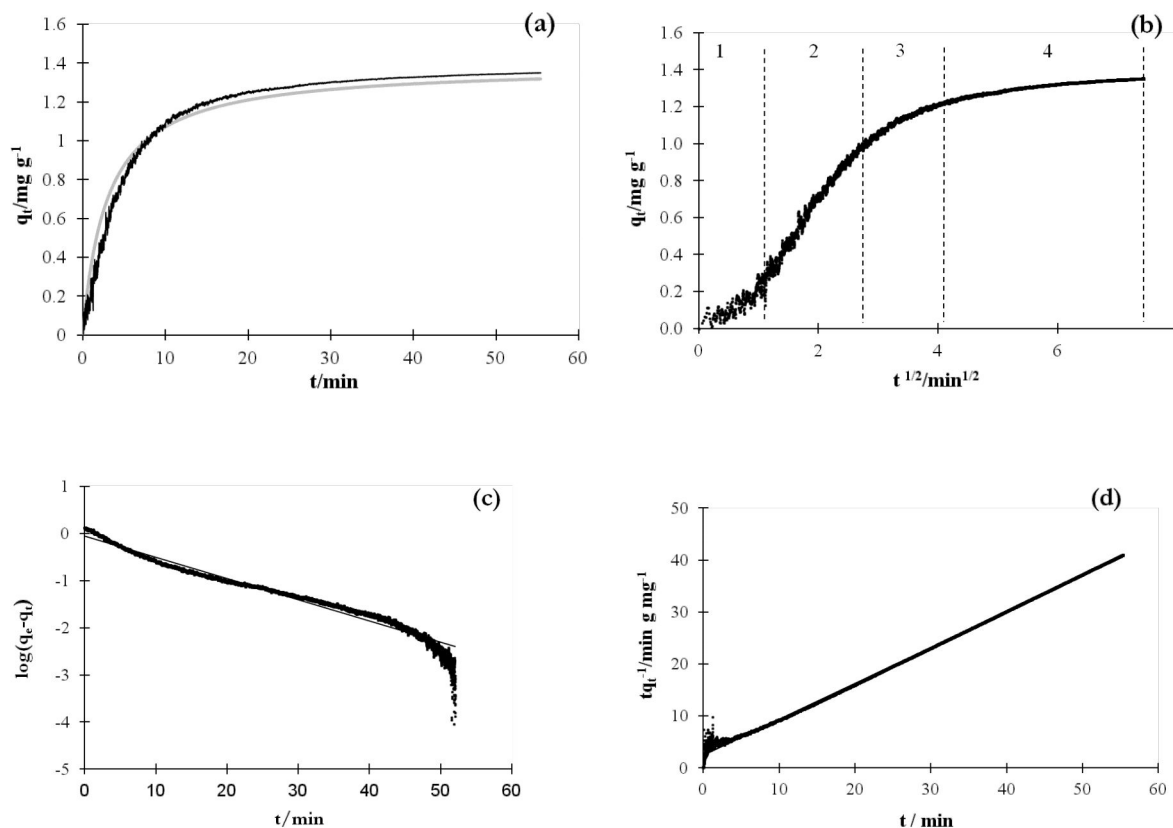 (a)
1.6
1.4
1.2
1
0.8
0.6
0.4
0.2
0
qₜ/mg g⁻¹
0 10 20 30 40 50 60
t/min
(b)
1 2 3 4
1.6
1.4
1.2
1.0
0.8
0.6
0.4
0.2
0.0
qₜ/mg g⁻¹
0 2 4 6
t ¹/²/min¹/²
(c)
1
0
-1
-2
-3
-4
-5
log(qₑ-qₜ)
0 10 20 30 40 50 60
t/min
(d)
50
40
30
20
10
0
tqₜ⁻¹/min g mg⁻¹
0 10 20 30 40 50 60
t / min